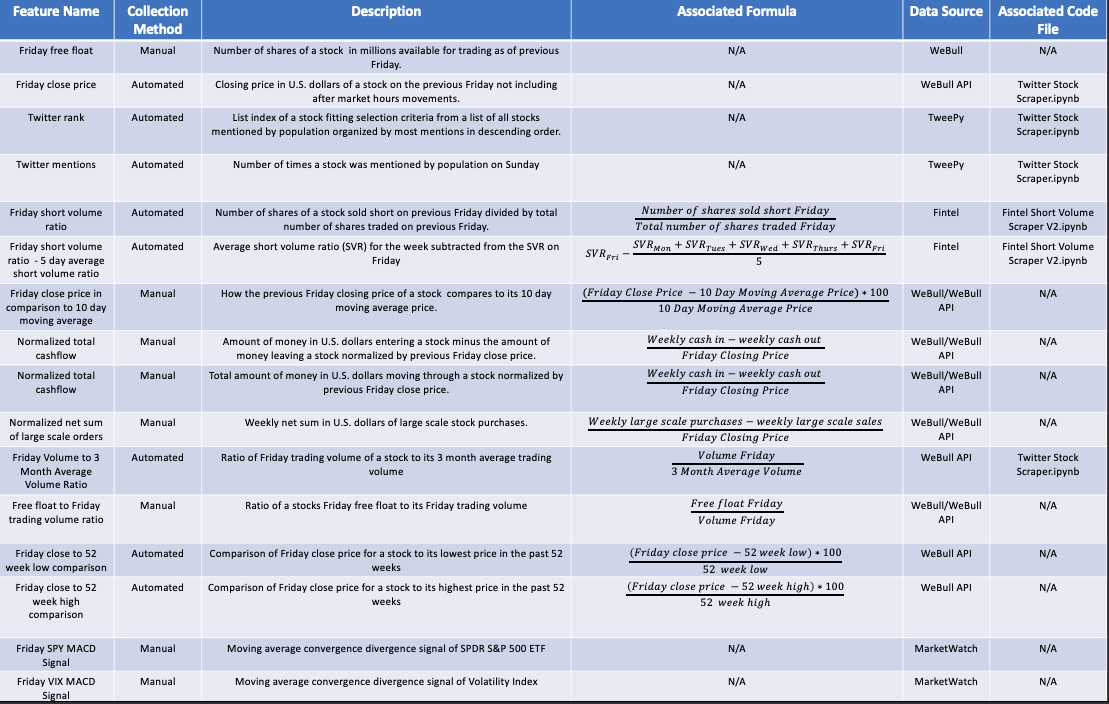 Feature Name Collection Method Description Associated Formula Data Source Associated Code File
Friday free float Manual Number of shares of a stock in millions available for trading as of previous Friday. N/A WeBull N/A
Friday close price Automated Closing price in U.S. dollars of a stock on the previous Friday not including after market hours movements. N/A WeBull API Twitter Stock Scraper.ipynb
Twitter rank Automated List index of a stock fitting selection criteria from a list of all stocks mentioned by population organized by most mentions in descending order. N/A TweePy Twitter Stock Scraper.ipynb
Twitter mentions Automated Number of times a stock was mentioned by population on Sunday N/A TweePy Twitter Stock Scraper.ipynb
Friday short volume ratio Automated Number of shares of a stock sold short on previous Friday divided by total number of shares traded on previous Friday. Number of shares sold short Friday / Total number of shares traded Friday Fintel Fintel Short Volume Scraper V2.ipynb
Friday short volume ratio - 5 day average short volume ratio Automated Average short volume ratio (SVR) for the week subtracted from the SVR on Friday SVR_Fri − (SVR_Mon + SVR_Tues + SVR_Wed + SVR_Thurs + SVR_Fri) / 5 Fintel Fintel Short Volume Scraper V2.ipynb
Friday close price in comparison to 10 day moving average Manual How the previous Friday closing price of a stock compares to its 10 day moving average price. (Friday Close Price − 10 Day Moving Average Price) * 100 / 10 Day Moving Average Price WeBull/WeBull API N/A
Normalized total cashflow Manual Amount of money in U.S. dollars entering a stock minus the amount of money leaving a stock normalized by previous Friday close price. Weekly cash in − weekly cash out / Friday Closing Price WeBull/WeBull API N/A
Normalized total cashflow Manual Total amount of money in U.S. dollars moving through a stock normalized by previous Friday close price. Weekly cash in − weekly cash out / Friday Closing Price WeBull/WeBull API N/A
Normalized net sum of large scale orders Manual Weekly net sum in U.S. dollars of large scale stock purchases. Weekly large scale purchases − weekly large scale sales / Friday Closing Price WeBull/WeBull API N/A
Friday Volume to 3 Month Average Volume Ratio Automated Ratio of Friday trading volume of a stock to its 3 month average trading volume Volume Friday / 3 Month Average Volume WeBull API Twitter Stock Scraper.ipynb
Free float to Friday trading volume ratio Manual Ratio of a stocks Friday free float to its Friday trading volume Free float Friday / Volume Friday WeBull/WeBull API N/A
Friday close to 52 week low comparison Automated Comparison of Friday close price for a stock to its lowest price in the past 52 weeks (Friday close price − 52 week low) * 100 / 52 week low WeBull API N/A
Friday close to 52 week high comparison Automated Comparison of Friday close price for a stock to its highest price in the past 52 weeks (Friday close price − 52 week high) * 100 / 52 week high WeBull API N/A
Friday SPY MACD Signal Manual Moving average convergence divergence signal of SPDR S&P 500 ETF N/A MarketWatch N/A
Friday VIX MACD Signal Manual Moving average convergence divergence signal of Volatility Index N/A MarketWatch N/A